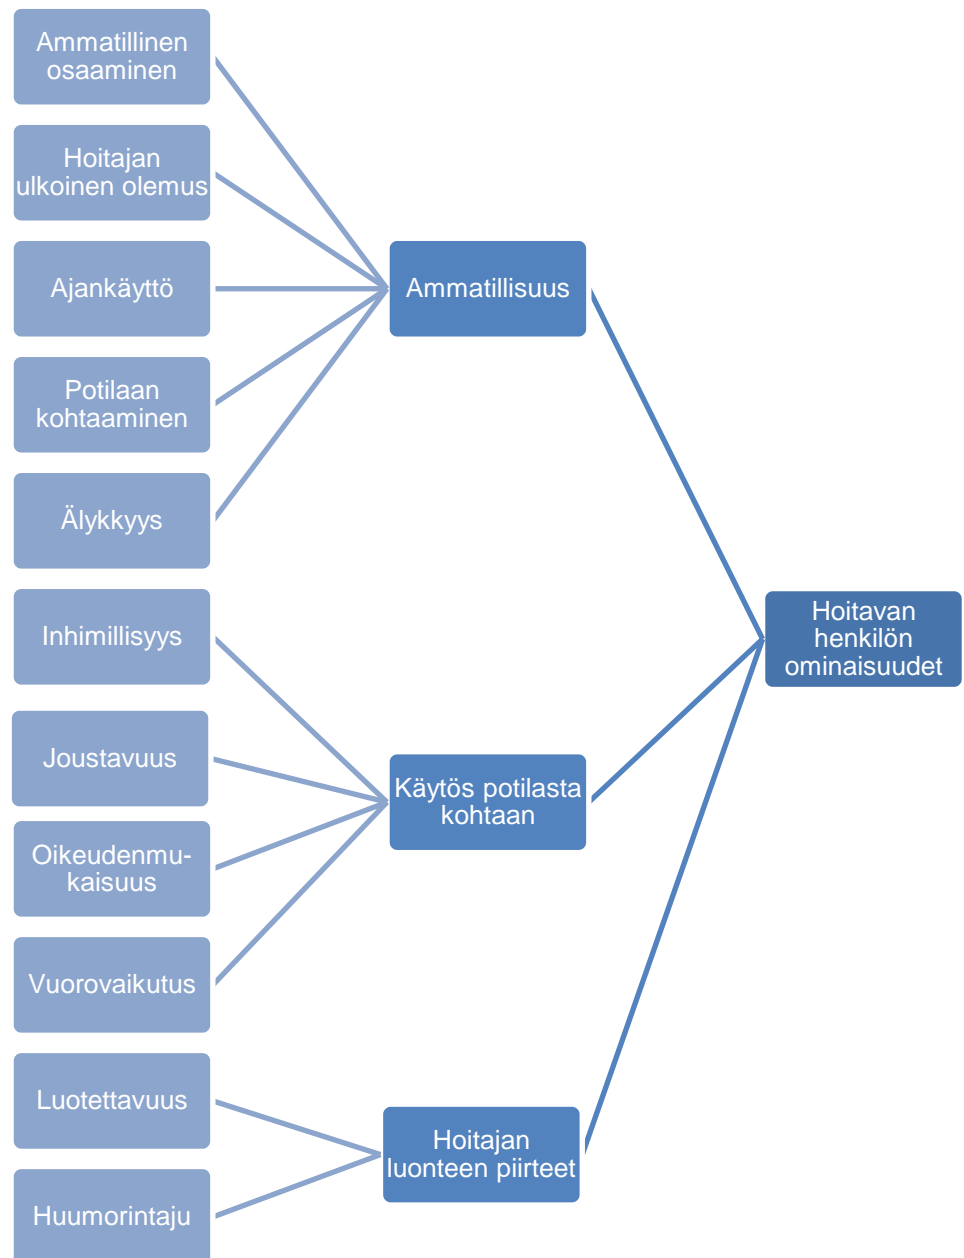 Ammatillinen
osaaminen
Hoitajan
ulkoinen olemus
Ajankäyttö
Potilaan
kohtaaminen
Älykkyys
Inhimillisyys
Joustavuus
Oikeudenmu-
kaisuus
Vuorovaikutus
Luotettavuus
Huumorintaju
Ammatillisuus
Käytös potilasta
kohtaan
Hoitajan
luonteen piirteet
Hoitavan
henkilön
ominaisuudet